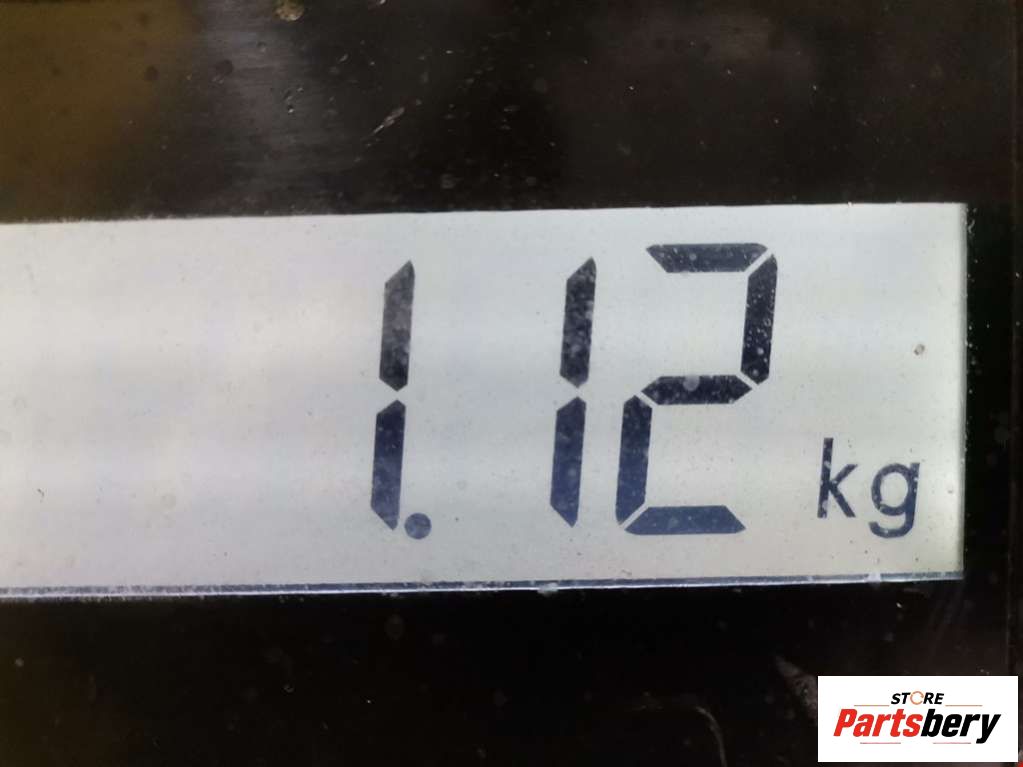 1.12 kg
STORE
Partsbery